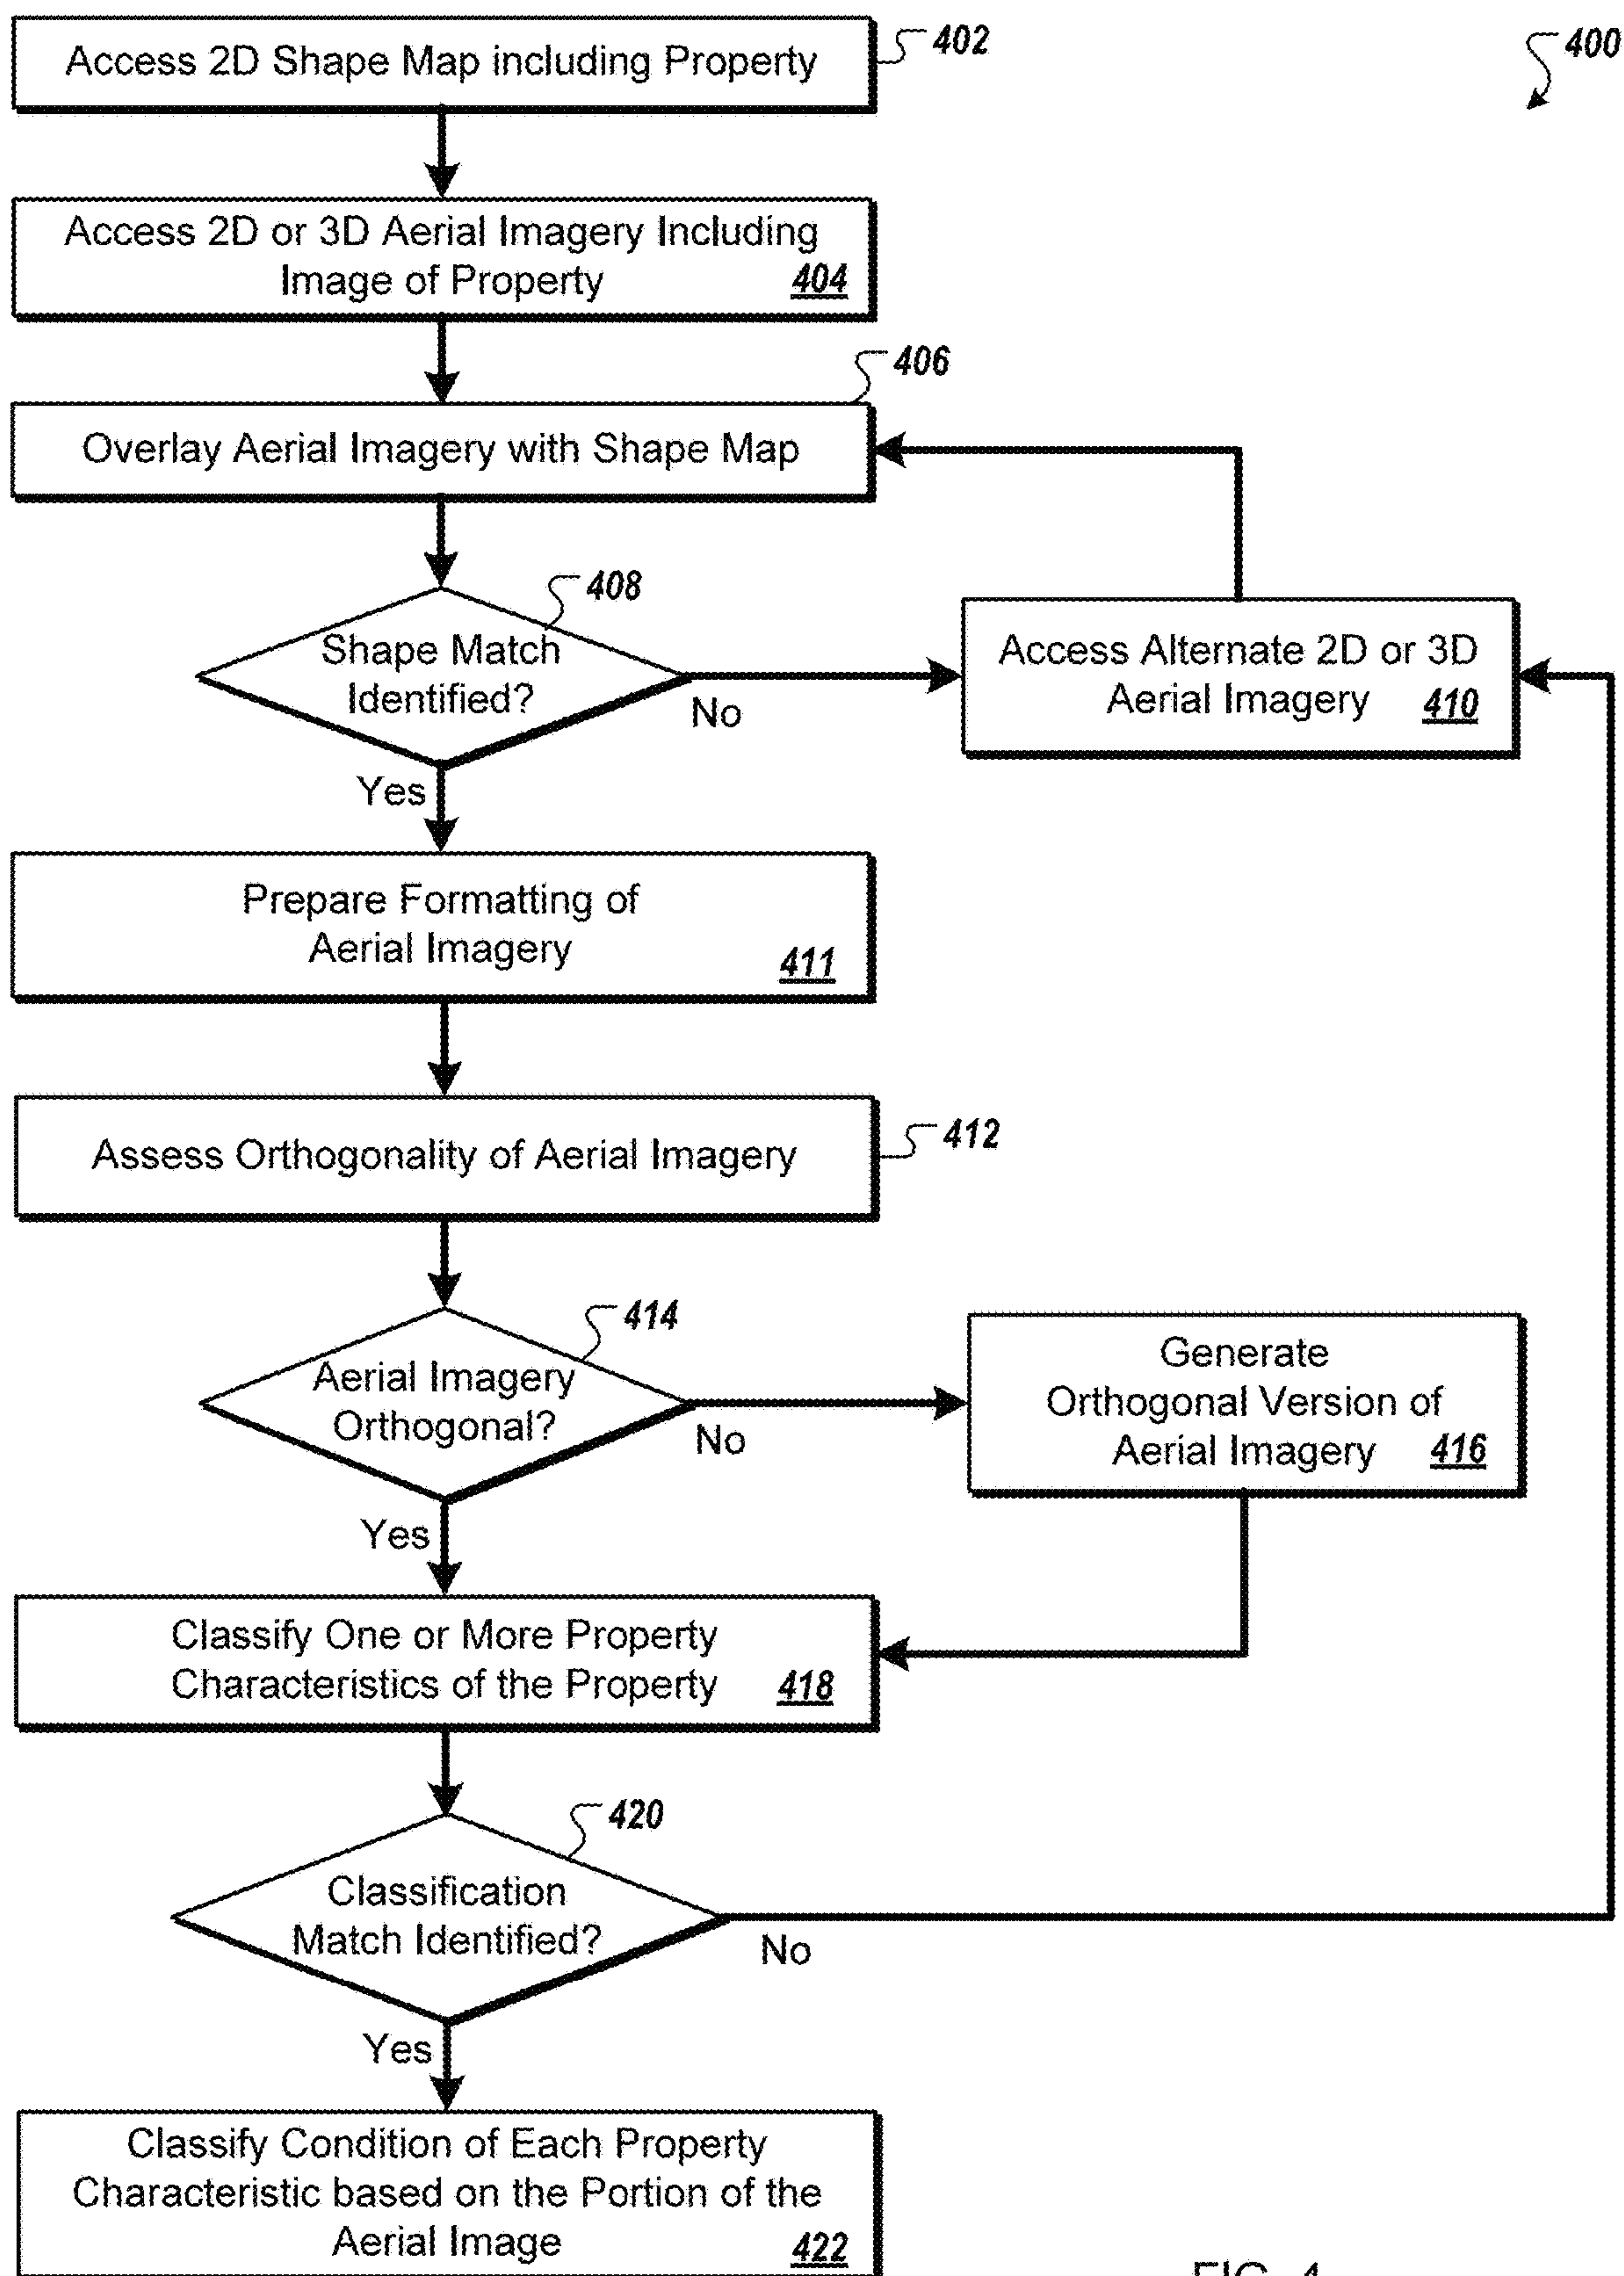 Access 2D Shape Map including Property
402
400
Access 2D or 3D Aerial Imagery Including
Image of Property
404
406
Overlay Aerial Imagery with Shape Map
408
Shape Match
Identified?
No
Access Alternate 2D or 3D
Aerial Imagery
410
Yes
Prepare Formatting of
Aerial Imagery
411
Assess Orthogonality of Aerial Imagery
412
414
Aerial Imagery
Orthogonal?
No
Generate
Orthogonal Version of
Aerial Imagery
416
Yes
Classify One or More Property
Characteristics of the Property
418
420
Classification
Match Identified?
No
Yes
Classify Condition of Each Property
Characteristic based on the Portion of the
Aerial Image
422
FIG. 4